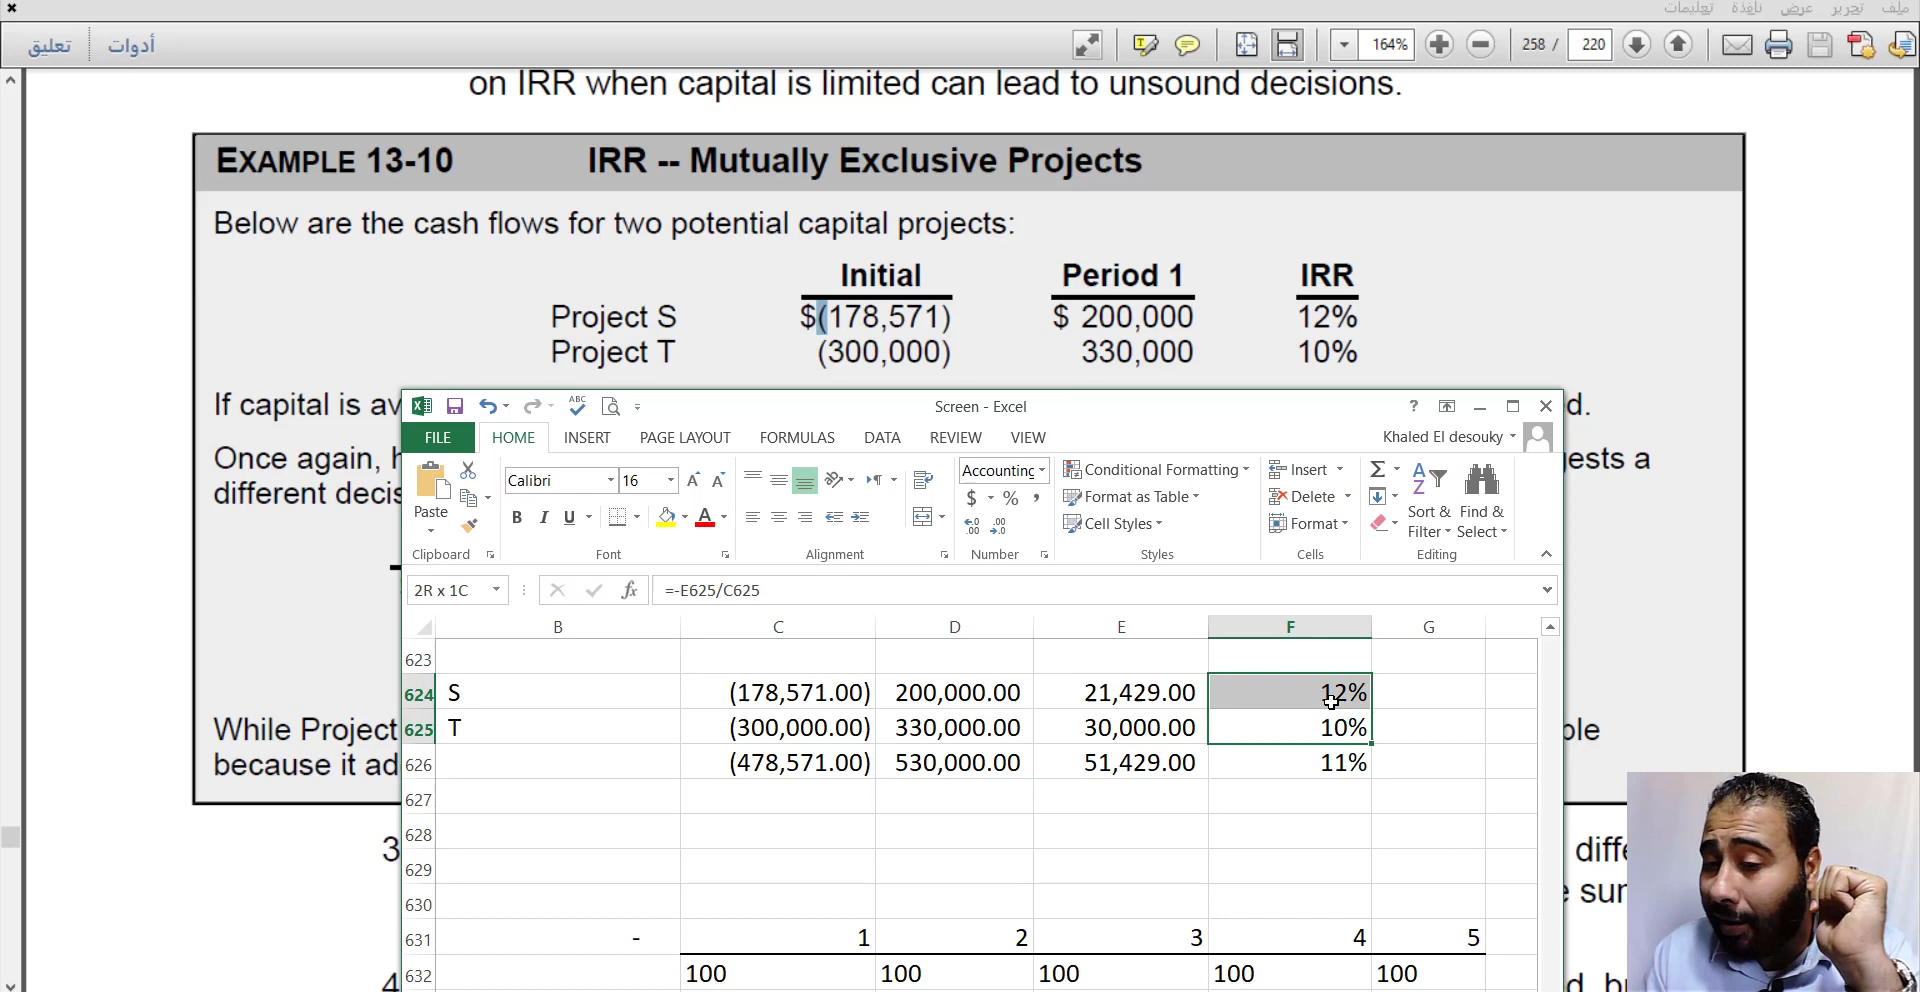 ملف تحرير عرض نافذة تعليمات
تعليق أدوات 164% 258 / 220
on IRR when capital is limited can lead to unsound decisions.
EXAMPLE 13-10 IRR -- Mutually Exclusive Projects
Below are the cash flows for two potential capital projects:
Initial Period 1 IRR
Project S $(178,571) $ 200,000 12%
Project T (300,000) 330,000 10%
If capital is av d.
Once again, h gests a
different decis
While Project ble
because it ad
3 diffe
e sur
4 d, b
Screen - Excel
FILE HOME INSERT PAGE LAYOUT FORMULAS DATA REVIEW VIEW Khaled El desouky
Paste Calibri 16 Accounting Conditional Formatting Insert
B I U A $ % , Format as Table Delete Sort & Find &
Cell Styles Format Filter Select
Clipboard Font Alignment Number Styles Cells Editing
2R x 1C fx =-E625/C625
B C D E F G
623
624 S (178,571.00) 200,000.00 21,429.00 12%
625 T (300,000.00) 330,000.00 30,000.00 10%
626 (478,571.00) 530,000.00 51,429.00 11%
627
628
629
630
631 - 1 2 3 4 5
632 100 100 100 100 100